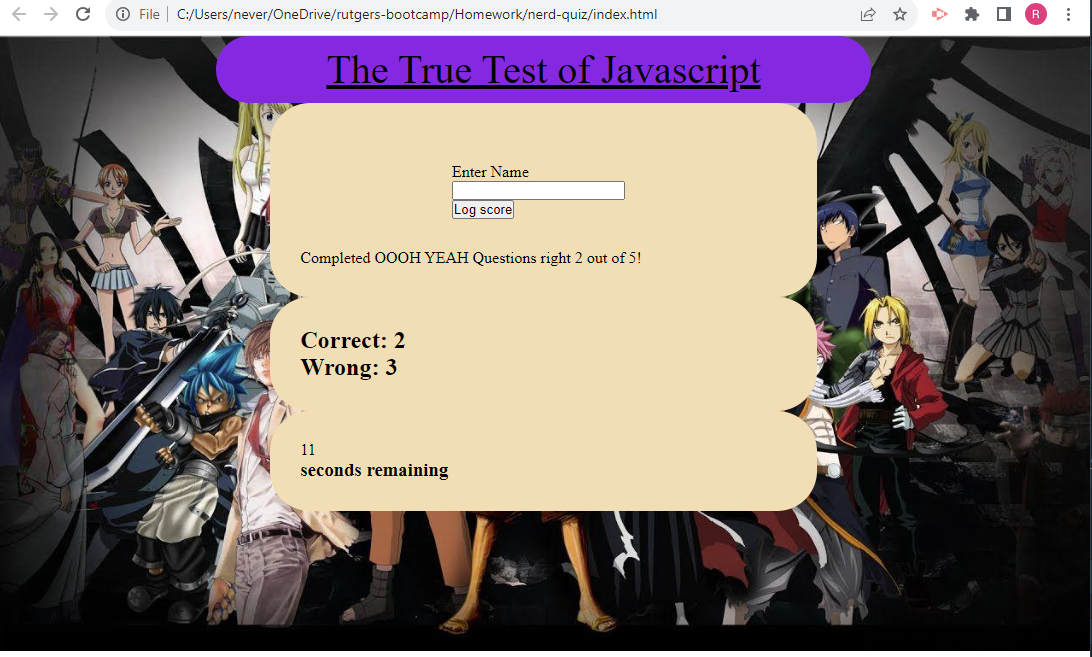 File
C:/Users/never/OneDrive/rutgers-bootcamp/Homework/nerd-quiz/index.html
R
The True Test of Javascript
Enter Name
Log score
Completed OOOH YEAH Questions right 2 out of 5!
Correct: 2
Wrong: 3
11
seconds remaining